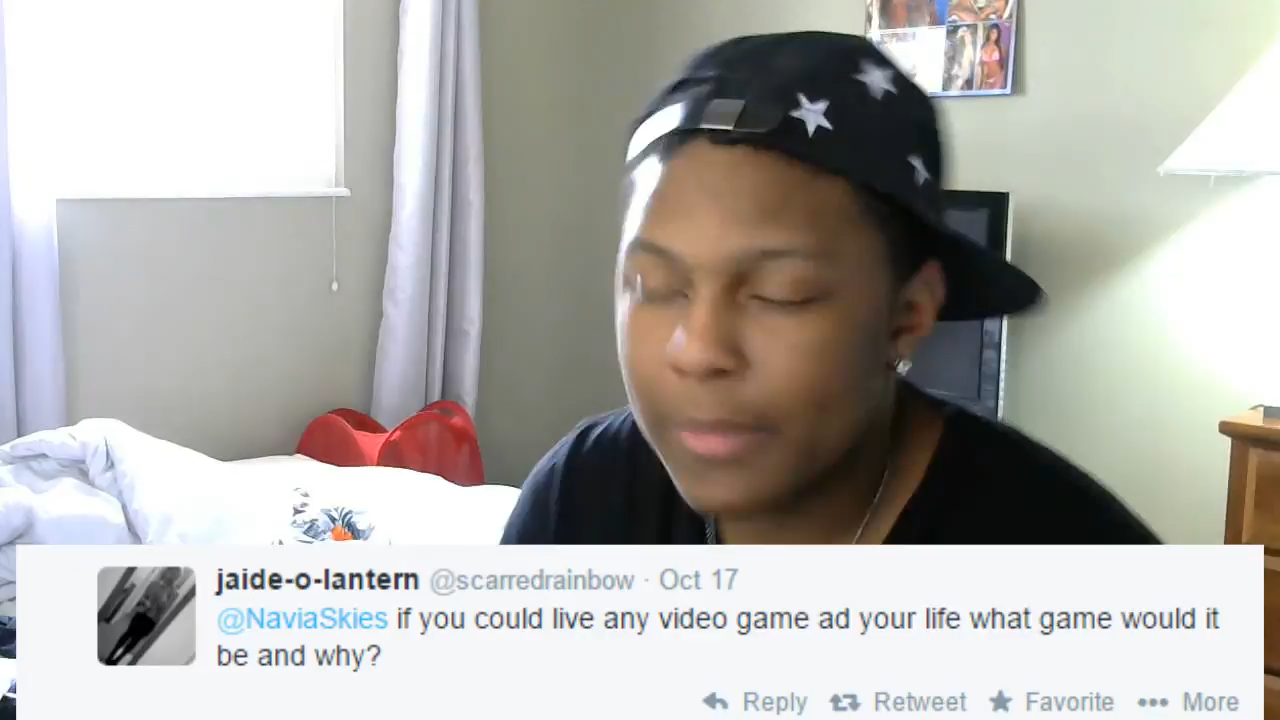 jaide-o-lantern @scarredrainbow · Oct 17
@NaviaSkies if you could live any video game ad your life what game would it
be and why?
Reply Retweet Favorite More